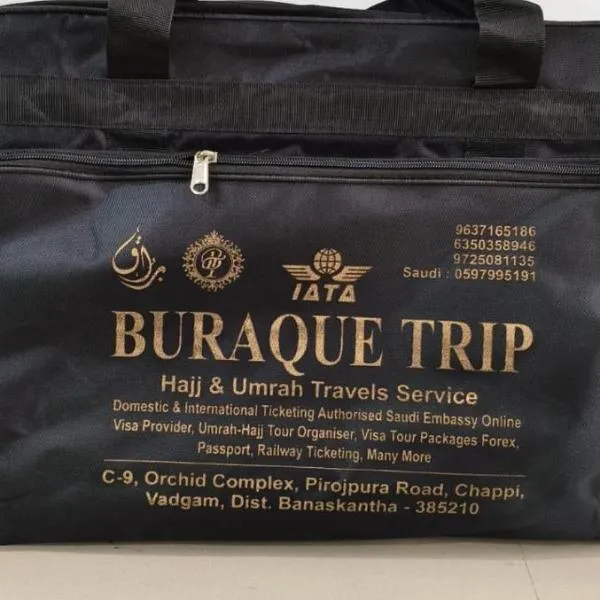 9637165186
6350358946
9725081135
Saudi : 0597995191
براق
IATA
BURAQUE TRIP
Hajj & Umrah Travels Service
Domestic & International Ticketing Authorised Saudi Embassy Online
Visa Provider, Umrah-Hajj Tour Organiser, Visa Tour Packages Forex,
Passport, Railway Ticketing, Many More
C-9, Orchid Complex, Pirojpura Road, Chappi,
Vadgam, Dist. Banaskantha - 385210